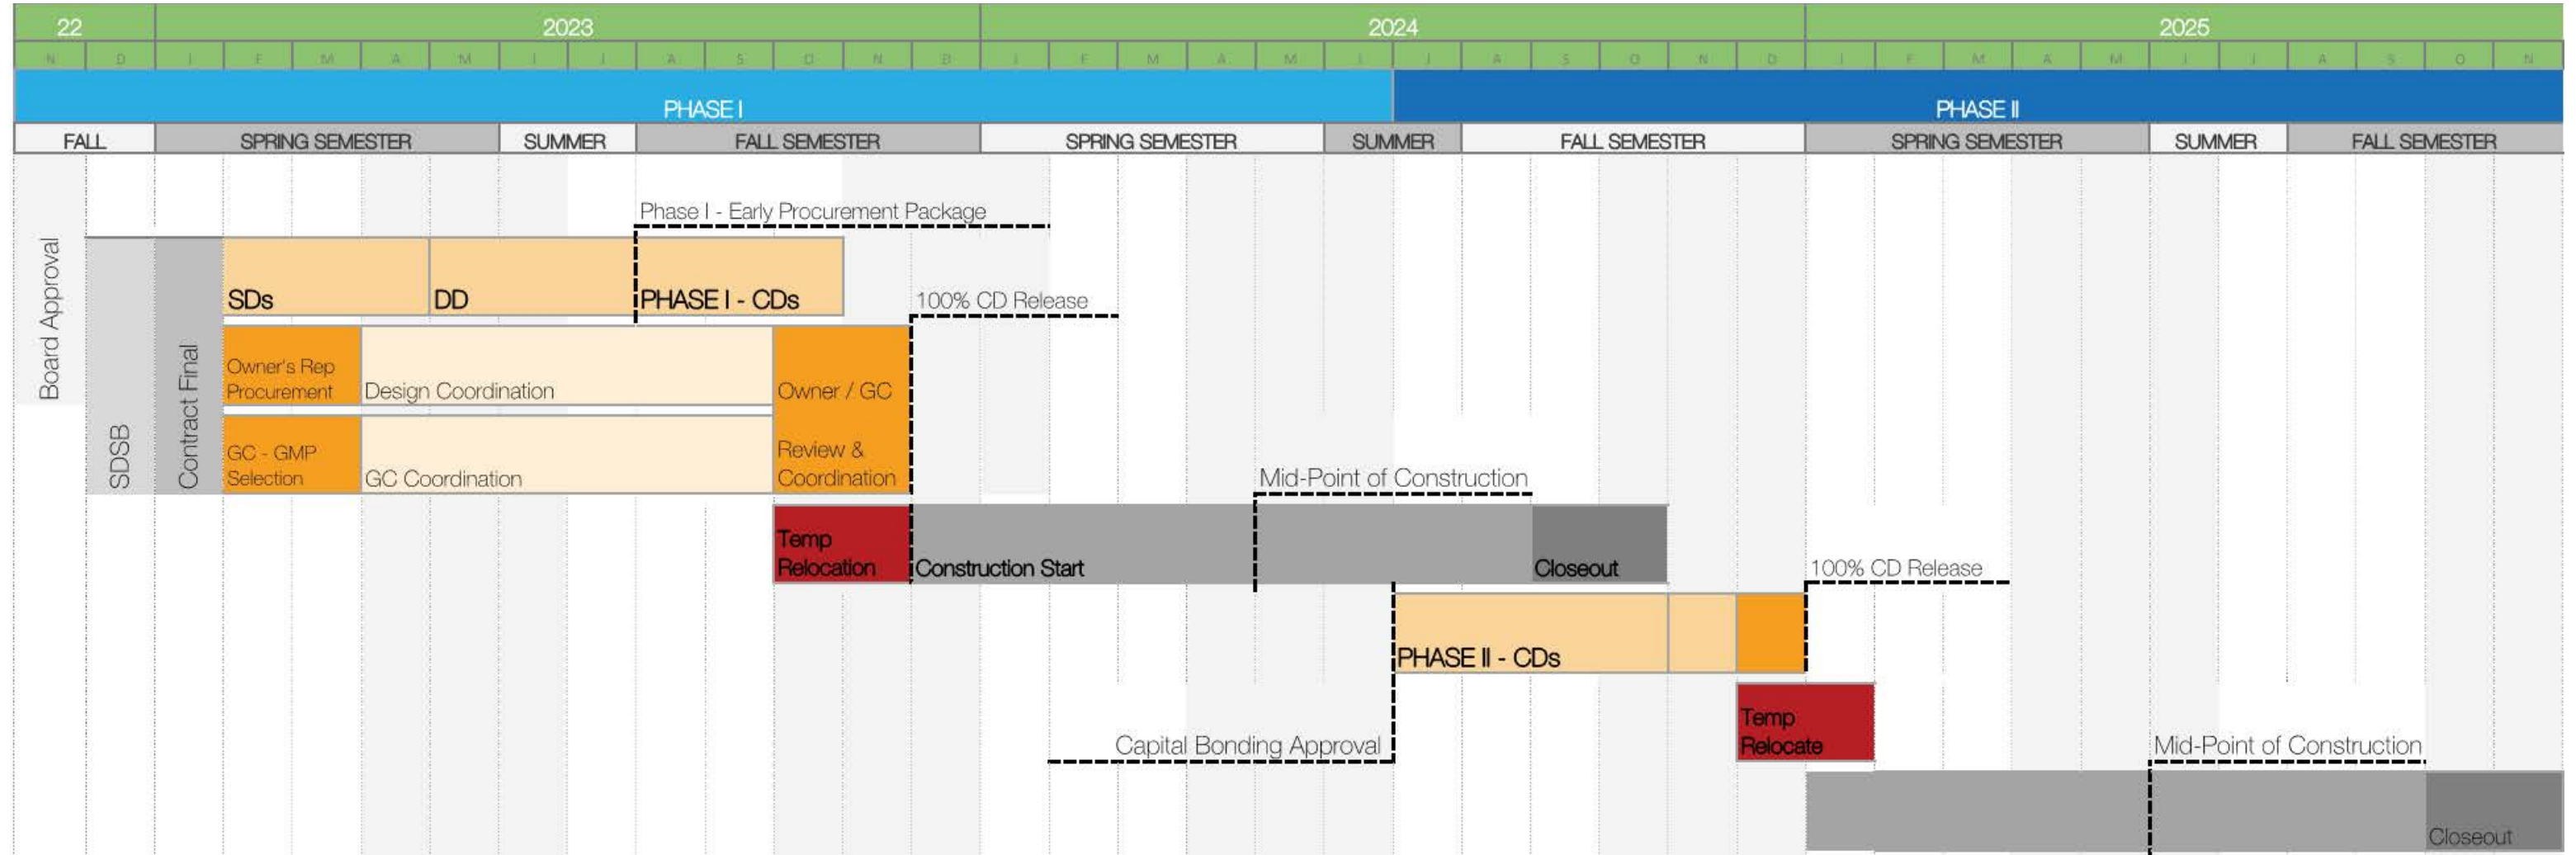 22 2023 2024 2025
N D J F M A M J J A S O N D J F M A M J J A S O N D J F M A M J J A S O N
PHASE I PHASE II
FALL SPRING SEMESTER SUMMER FALL SEMESTER SPRING SEMESTER SUMMER FALL SEMESTER SPRING SEMESTER SUMMER FALL SEMESTER
Board Approval
SDSB
Contract Final
Phase I - Early Procurement Package
SDs DD PHASE I - CDs
100% CD Release
Owner's Rep
Procurement
Design Coordination
Owner / GC
Review &
Coordination
GC - GMP
Selection
GC Coordination
Mid-Point of Construction
Temp
Relocation
Construction Start
Closeout
100% CD Release
PHASE II - CDs
Capital Bonding Approval
Temp
Relocate
Mid-Point of Construction
Closeout